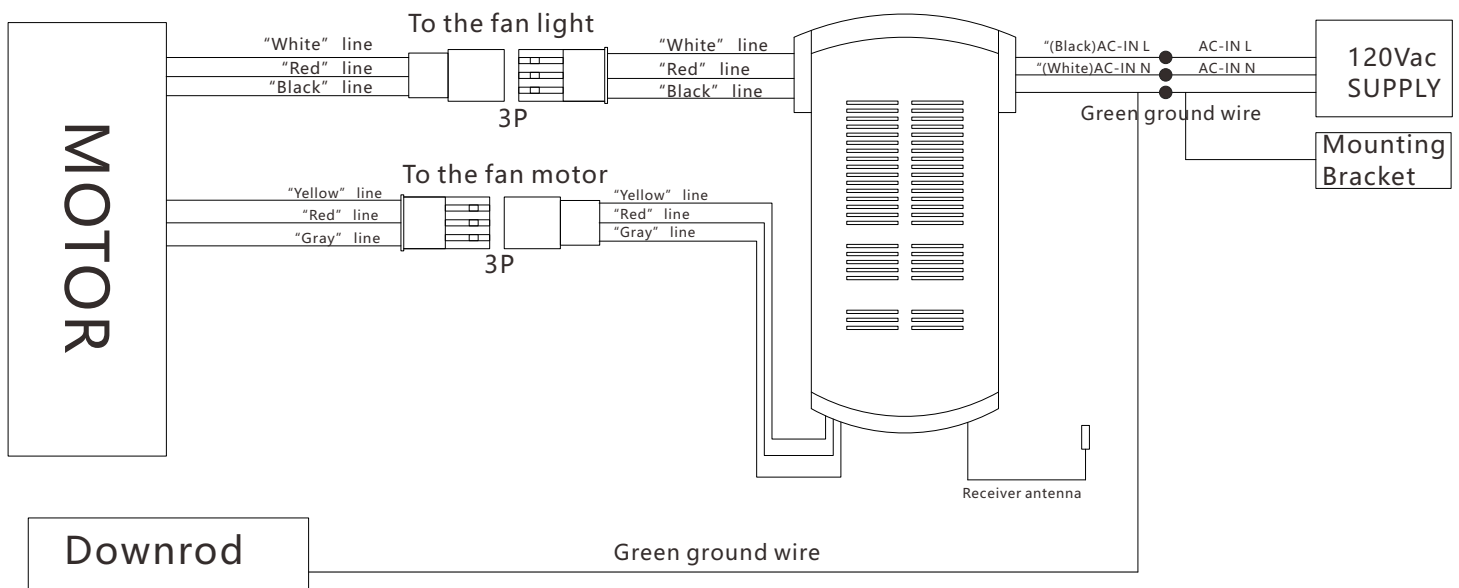 To the fan light
"White" line
"Red" line
"Black" line
3P
"White" line
"Red" line
"Black" line
"(Black)AC-IN L
"(White)AC-IN N
AC-IN L
AC-IN N
Green ground wire
120Vac
SUPPLY
Mounting
Bracket
MOTOR
To the fan motor
"Yellow" line
"Red" line
"Gray" line
3P
"Yellow" line
"Red" line
"Gray" line
Receiver antenna
Downrod
Green ground wire